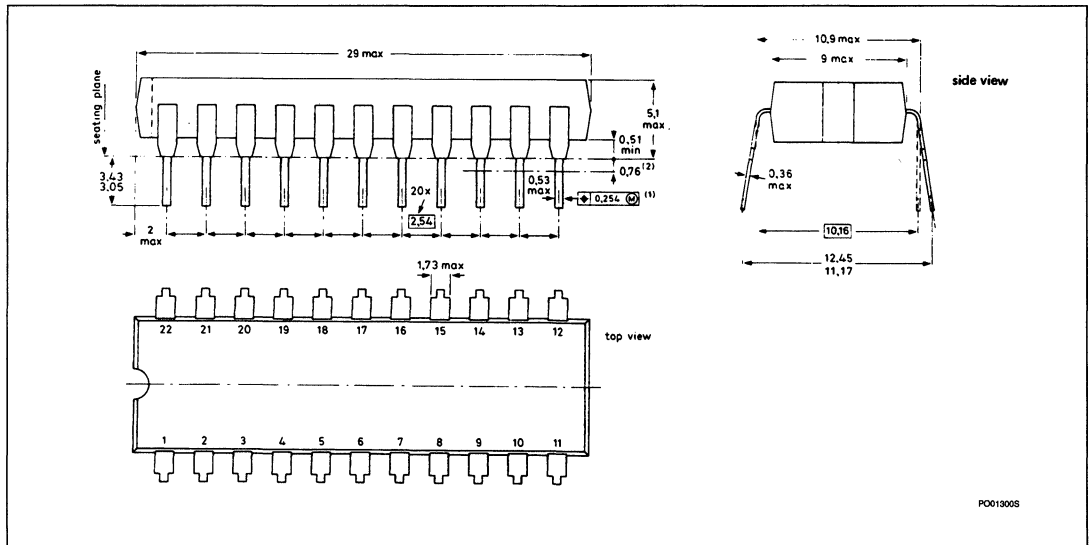 29 max
seating plane
5,1
max
0,51
min
0,76 (2)
3.43
3.05
0,53
max
0,254 M (1)
20x
2,54
2
max
10,9 max
9 max
side view
0,36
max
10,16
12.45
11,17
1,73 max
22 21 20 19 18 17 16 15 14 13 12
top view
1 2 3 4 5 6 7 8 9 10 11
PO01300S